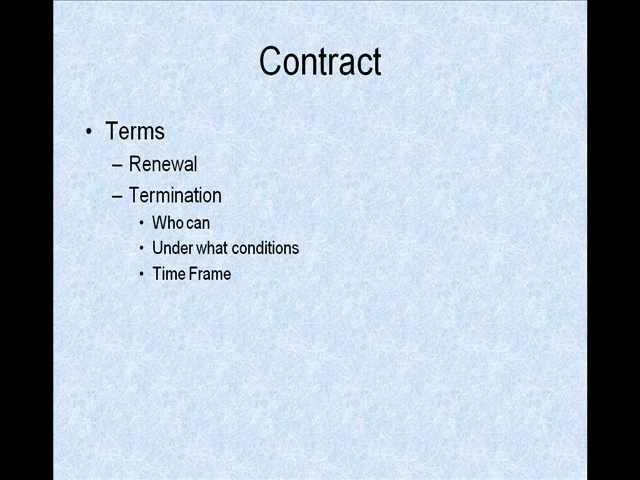 Contract
• Terms
– Renewal
– Termination
• Who can
• Under what conditions
• Time Frame